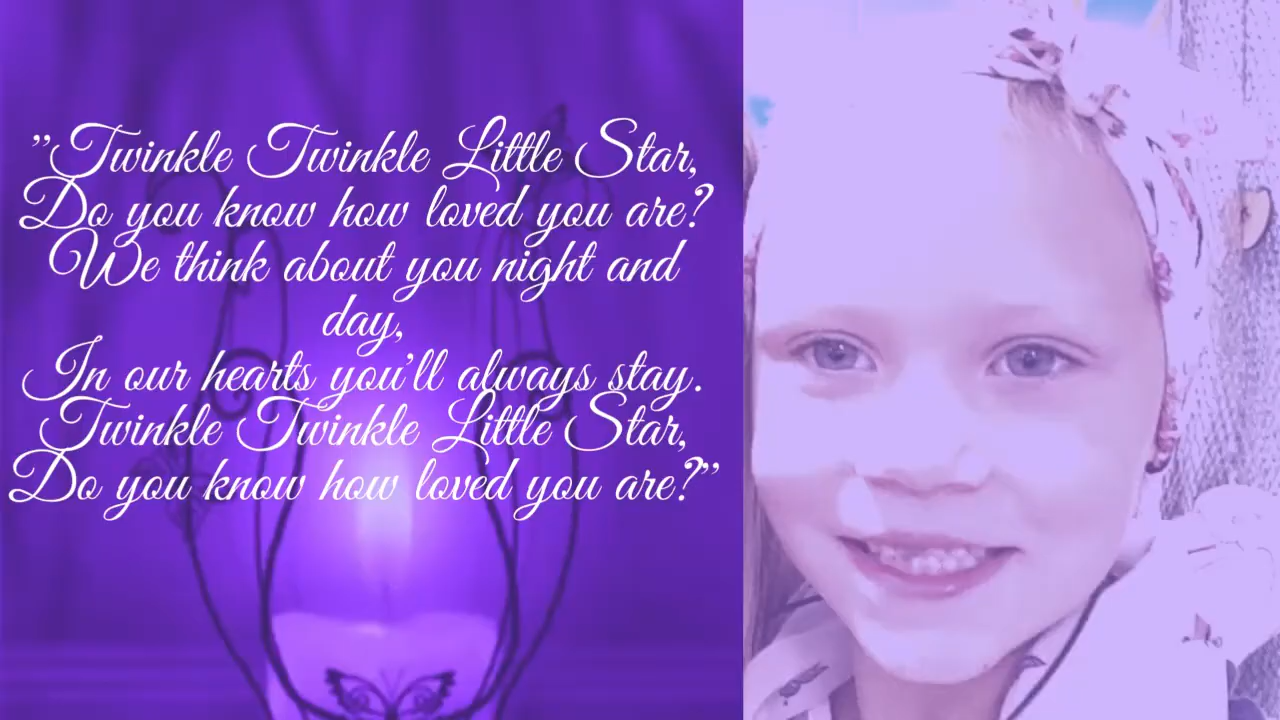 ”Twinkle Twinkle Little Star,
Do you know how loved you are?
We think about you night and
day,
In our hearts you’ll always stay.
Twinkle Twinkle Little Star,
Do you know how loved you are?”